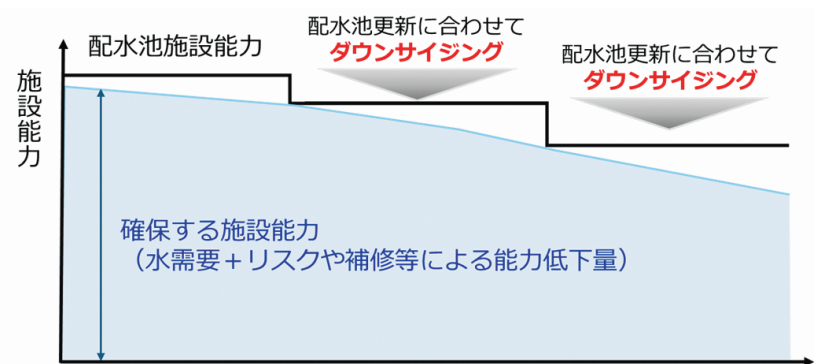 配水池施設能力
配水池更新に合わせて
ダウンサイジング
配水池更新に合わせて
ダウンサイジング
施設能力
確保する施設能力
（水需要＋リスクや補修等による能力低下量）